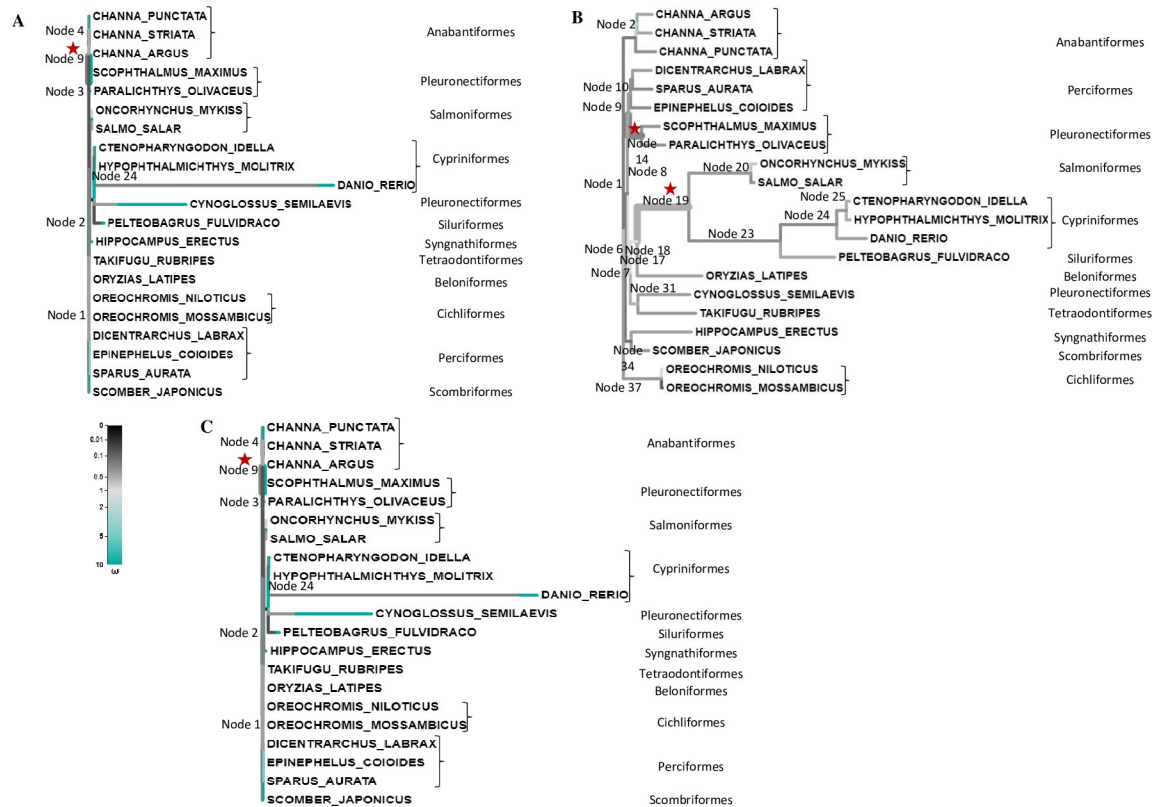 A
CHANNA_PUNCTATA
Node 4
CHANNA_STRIATA
Anabantiformes
CHANNA_ARGUS
Node 9
SCOPHTHALMUS_MAXIMUS
Pleuronectiformes
Node 3
PARALICHTHYS_OLIVACEUS
ONCORHYNCHUS_MYKISS
Salmoniformes
SALMO_SALAR
CTENOPHARYNGODON_IDELLA
Cypriniformes
HYPOPHTHALMICHTHYS_MOLITRIX
Node 24
DANIO_RERIO
CYNOGLOSSUS_SEMILAEVIS
Pleuronectiformes
Node 2
PELTEOBAGRUS_FULVIDRACO
Siluriformes
HIPPOCAMPUS_ERECTUS
Syngnathiformes
TAKIFUGU_RUBRIPES
Tetraodontiformes
ORYZIAS_LATIPES
Beloniformes
OREOCHROMIS_NILOTICUS
Cichliformes
Node 1
OREOCHROMIS_MOSSAMBICUS
DICENTRARCHUS_LABRAX
EPINEPHELUS_COIOIDES
Perciformes
SPARUS_AURATA
SCOMBER_JAPONICUS
Scombriformes
B
CHANNA_ARGUS
Node 2
CHANNA_STRIATA
Anabantiformes
CHANNA_PUNCTATA
DICENTRARCHUS_LABRAX
Node 10
SPARUS_AURATA
Perciformes
Node 9
EPINEPHELUS_COIOIDES
SCOPHTHALMUS_MAXIMUS
Pleuronectiformes
Node
14
PARALICHTHYS_OLIVACEUS
Node 8
Node 20
ONCORHYNCHUS_MYKISS
Salmoniformes
Node 1
SALMO_SALAR
Node 19
Node 25
CTENOPHARYNGODON_IDELLA
Node 24
HYPOPHTHALMICHTHYS_MOLITRIX
Cypriniformes
Node 23
DANIO_RERIO
Node 6
Node 18
PELTEOBAGRUS_FULVIDRACO
Siluriformes
Node 17
Node 7
ORYZIAS_LATIPES
Beloniformes
Node 31
CYNOGLOSSUS_SEMILAEVIS
Pleuronectiformes
TAKIFUGU_RUBRIPES
Tetraodontiformes
HIPPOCAMPUS_ERECTUS
Syngnathiformes
Node
34
SCOMBER_JAPONICUS
Scombriformes
OREOCHROMIS_NILOTICUS
Cichliformes
Node 37
OREOCHROMIS_MOSSAMBICUS
0
0.01
0.1
0.5
1
2
5
10
ω
C
CHANNA_PUNCTATA
Node 4
CHANNA_STRIATA
Anabantiformes
CHANNA_ARGUS
Node 9
SCOPHTHALMUS_MAXIMUS
Pleuronectiformes
Node 3
PARALICHTHYS_OLIVACEUS
ONCORHYNCHUS_MYKISS
Salmoniformes
SALMO_SALAR
CTENOPHARYNGODON_IDELLA
Cypriniformes
HYPOPHTHALMICHTHYS_MOLITRIX
Node 24
DANIO_RERIO
CYNOGLOSSUS_SEMILAEVIS
Pleuronectiformes
Node 2
PELTEOBAGRUS_FULVIDRACO
Siluriformes
HIPPOCAMPUS_ERECTUS
Syngnathiformes
TAKIFUGU_RUBRIPES
Tetraodontiformes
ORYZIAS_LATIPES
Beloniformes
OREOCHROMIS_NILOTICUS
Cichliformes
Node 1
OREOCHROMIS_MOSSAMBICUS
DICENTRARCHUS_LABRAX
EPINEPHELUS_COIOIDES
Perciformes
SPARUS_AURATA
SCOMBER_JAPONICUS
Scombriformes